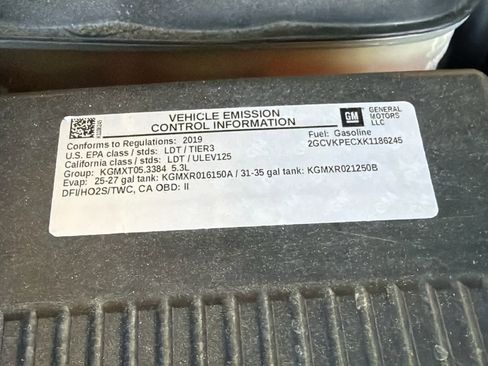 VEHICLE EMISSION
CONTROL INFORMATION
GM
GENERAL
MOTORS
LLC
Conforms to Regulations: 2019
Fuel: Gasoline
U.S. EPA class / stds: LDT / TIER3
2GCVKPECXK1186245
California class / stds: LDT / ULEV125
Group: KGMXT05.3384 5.3L
Evap: 25-27 gal tank: KGMXR016150A / 31-35 gal tank: KGMXR021250B
DFI/HO2S/TWC, CA OBD: II